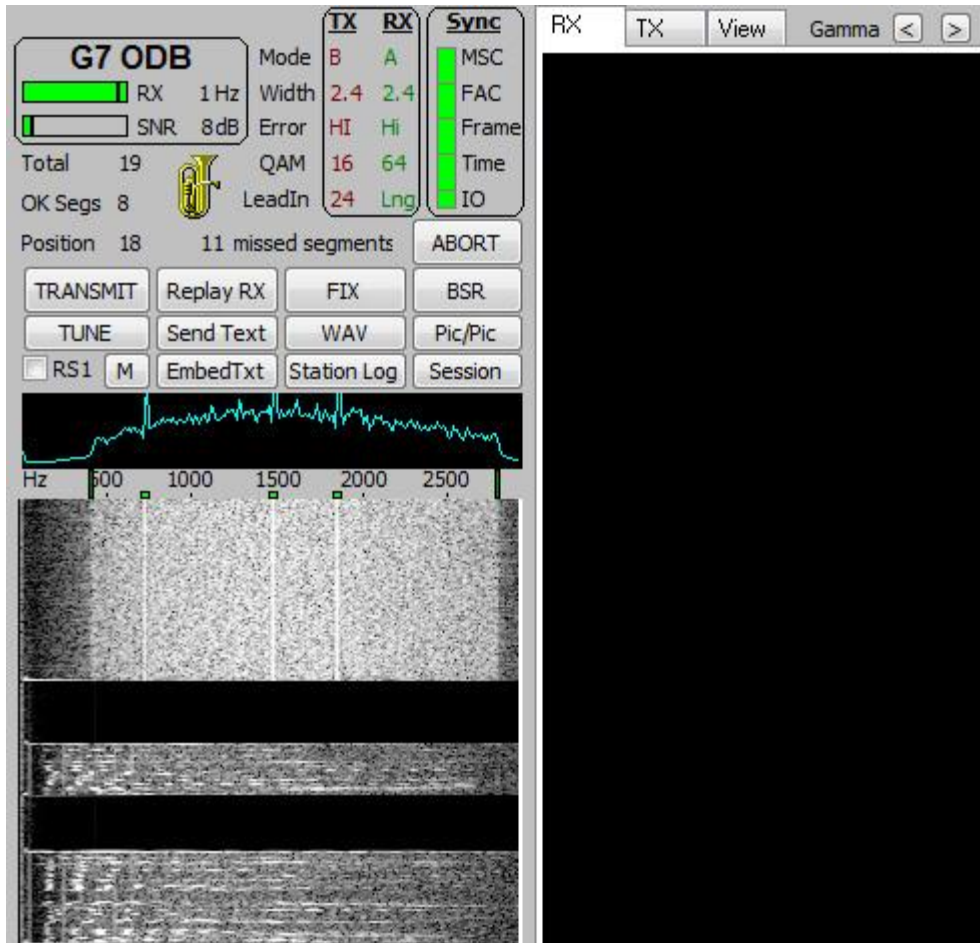 TX RX Sync
G7 ODB
Mode B A MSC
RX 1 Hz Width 2.4 2.4 FAC
SNR 8dB Error HI Hi Frame
Total 19 QAM 16 64 Time
OK Segs 8 LeadIn 24 Lng IO
Position 18 11 missed segments ABORT
TRANSMIT Replay RX FIX BSR
TUNE Send Text WAV Pic/Pic
RS1 M EmbedTxt Station Log Session
Hz 500 1000 1500 2000 2500
RX TX View Gamma < >